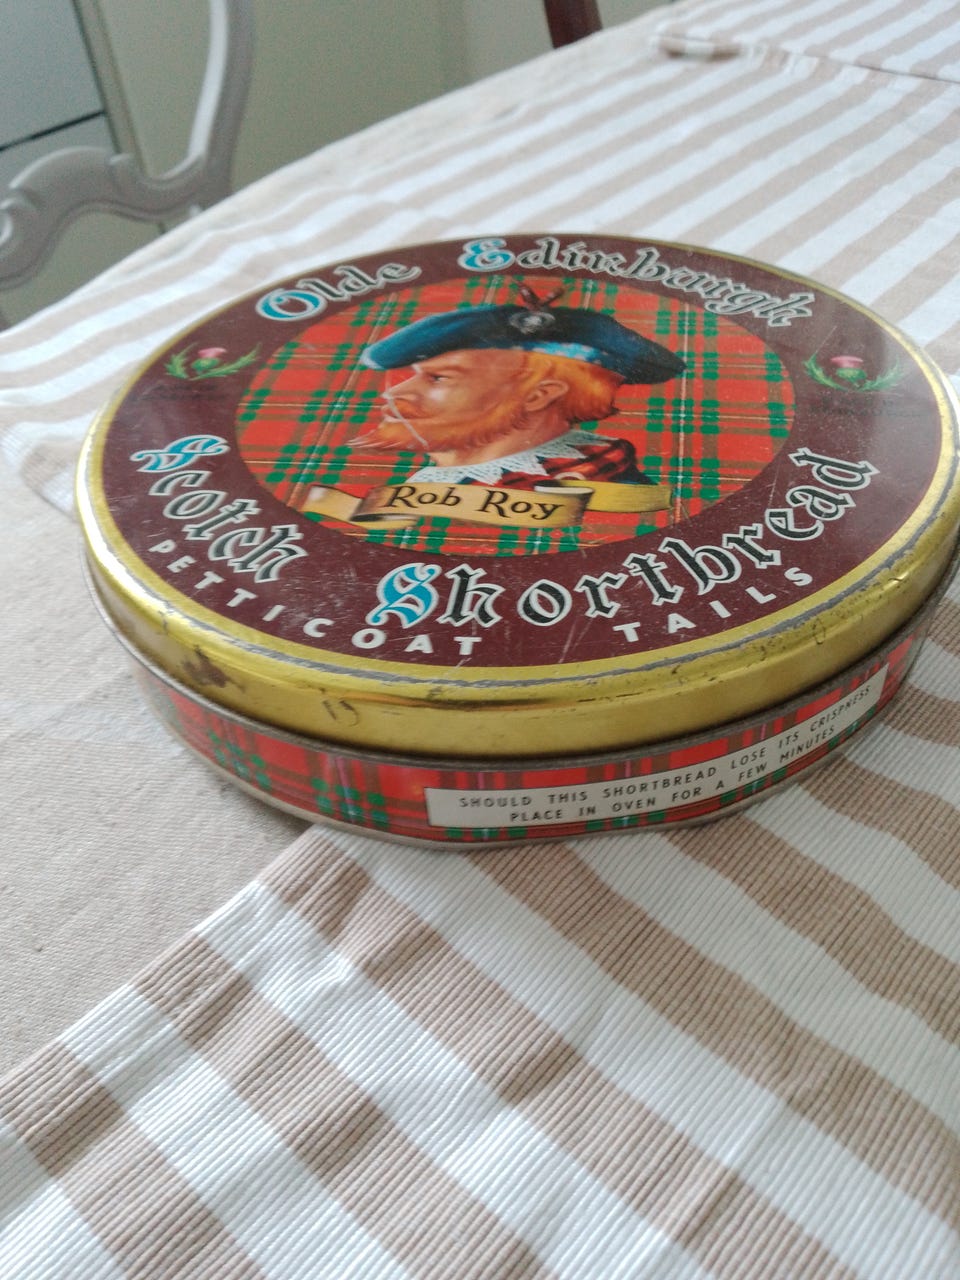 Olde Edinburgh
Rob Roy
Scotch Shortbread
PETTICOAT TAILS
SHOULD THIS SHORTBREAD LOSE ITS CRISPNESS
PLACE IN OVEN FOR A FEW MINUTES